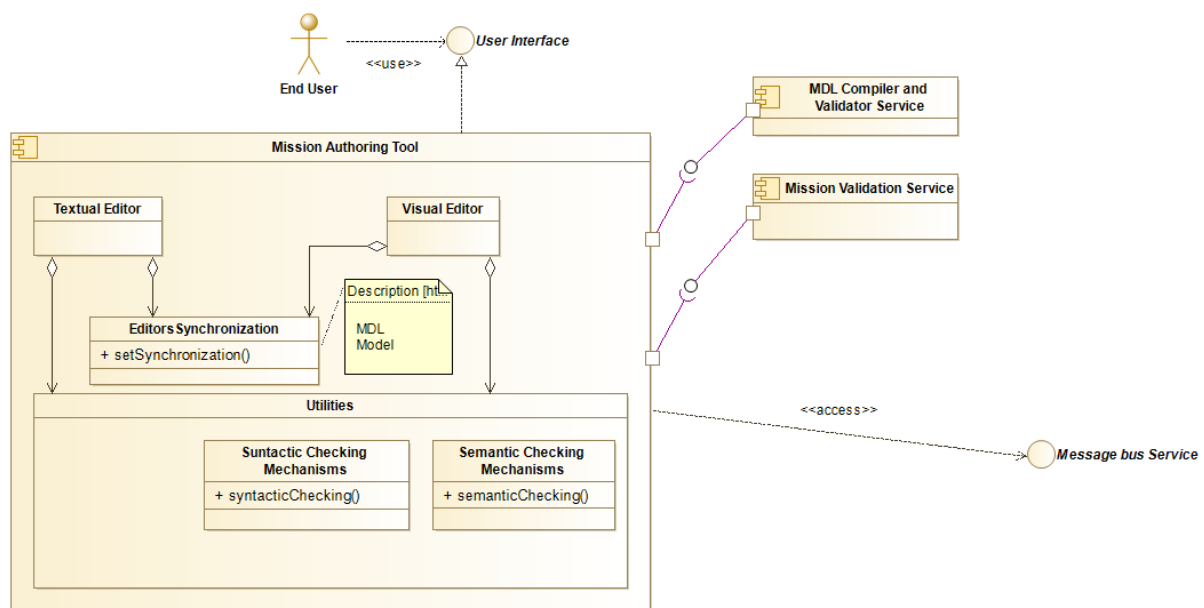 User Interface
<<use>>
End User
MDL Compiler and
Validator Service
Mission Authoring Tool
Mission Validation Service
Textual Editor
Visual Editor
Description [ht...
MDL
Model
EditorsSynchronization
+ setSynchronization()
Utilities
<<access>>
Suntactic Checking
Mechanisms
+ syntacticChecking()
Semantic Checking
Mechanisms
+ semanticChecking()
Message bus Service